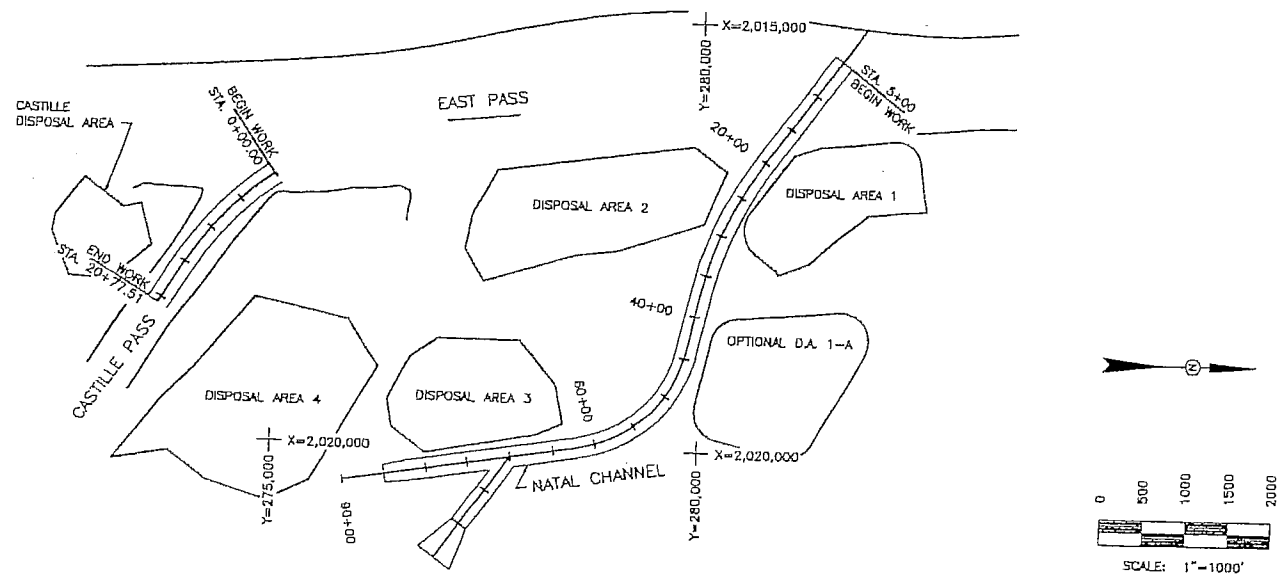 X=2,015,000
Y=280,000
STA. 5+00
BEGIN WORK
CASTILLE
DISPOSAL AREA
BEGIN WORK
STA. 0+00.00
EAST PASS
20+00
DISPOSAL AREA 1
DISPOSAL AREA 2
END WORK
STA. 20+77.51
40+00
CASTILLE PASS
OPTIONAL D.A. 1-A
DISPOSAL AREA 4
DISPOSAL AREA 3
60+00
N
X=2,020,000
X=2,020,000
NATAL CHANNEL
Y=275,000
90+00
Y=280,000
0
500
1000
1500
2000
SCALE: 1"=1000'